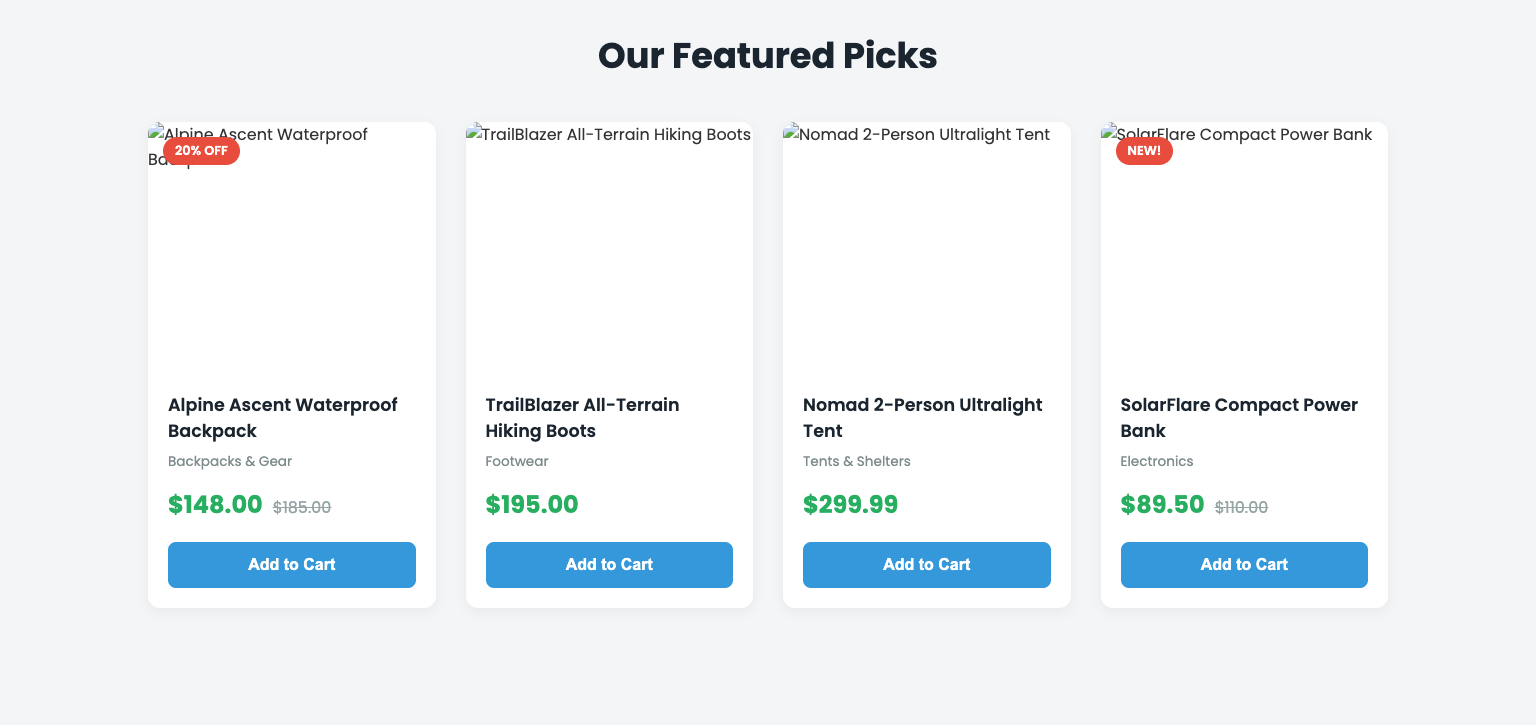 Our Featured Picks
Alpine Ascent Waterproof
20% OFF
TrailBlazer All-Terrain Hiking Boots
Nomad 2-Person Ultralight Tent
SolarFlare Compact Power Bank
NEW!
Alpine Ascent Waterproof
Backpack
Backpacks & Gear
$148.00 $185.00
Add to Cart
TrailBlazer All-Terrain
Hiking Boots
Footwear
$195.00
Add to Cart
Nomad 2-Person Ultralight
Tent
Tents & Shelters
$299.99
Add to Cart
SolarFlare Compact Power
Bank
Electronics
$89.50 $110.00
Add to Cart